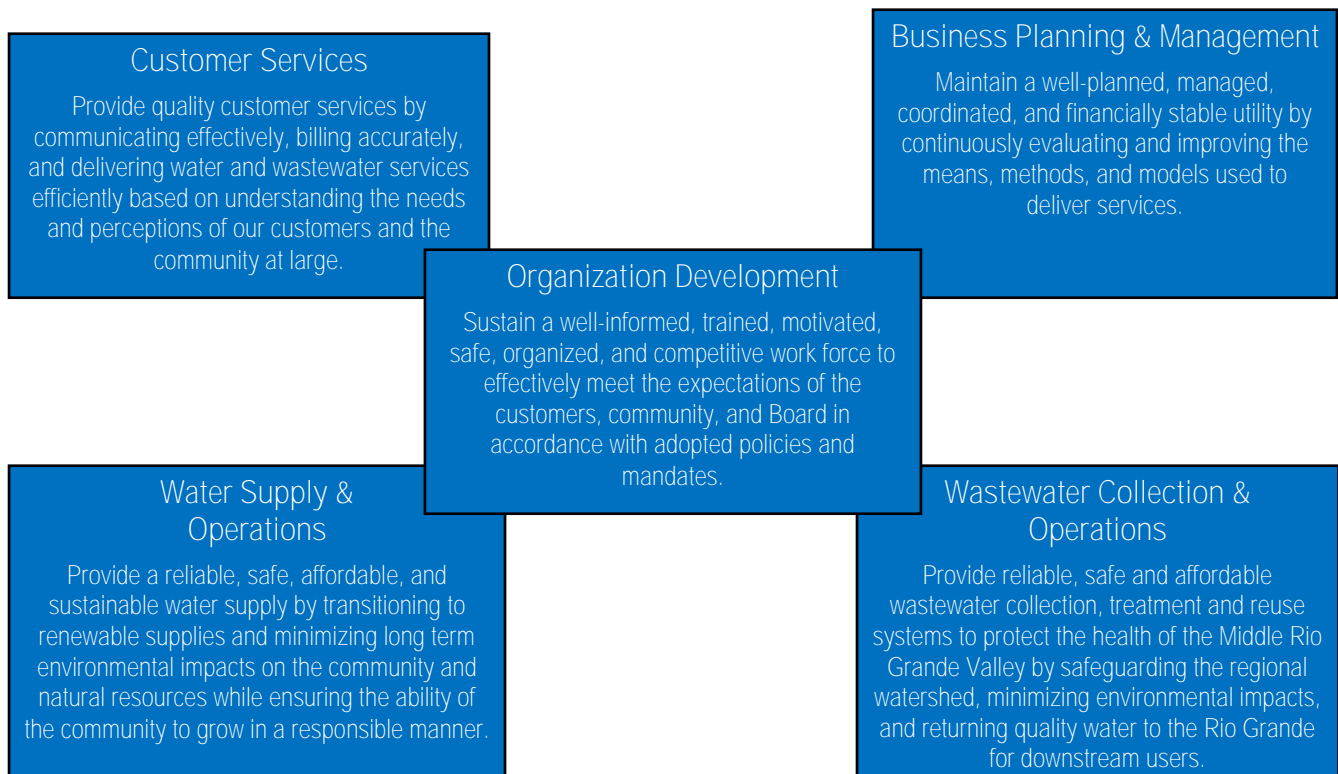 Customer Services
Provide quality customer services by
communicating effectively, billing accurately,
and delivering water and wastewater services
efficiently based on understanding the needs
and perceptions of our customers and the
community at large.
Business Planning & Management
Maintain a well-planned, managed,
coordinated, and financially stable utility by
continuously evaluating and improving the
means, methods, and models used to
deliver services.
Organization Development
Sustain a well-informed, trained, motivated,
safe, organized, and competitive work force to
effectively meet the expectations of the
customers, community, and Board in
accordance with adopted policies and
mandates.
Water Supply &
Operations
Provide a reliable, safe, affordable, and
sustainable water supply by transitioning to
renewable supplies and minimizing long term
environmental impacts on the community and
natural resources while ensuring the ability of
the community to grow in a responsible manner.
Wastewater Collection &
Operations
Provide reliable, safe and affordable
wastewater collection, treatment and reuse
systems to protect the health of the Middle Rio
Grande Valley by safeguarding the regional
watershed, minimizing environmental impacts,
and returning quality water to the Rio Grande
for downstream users.